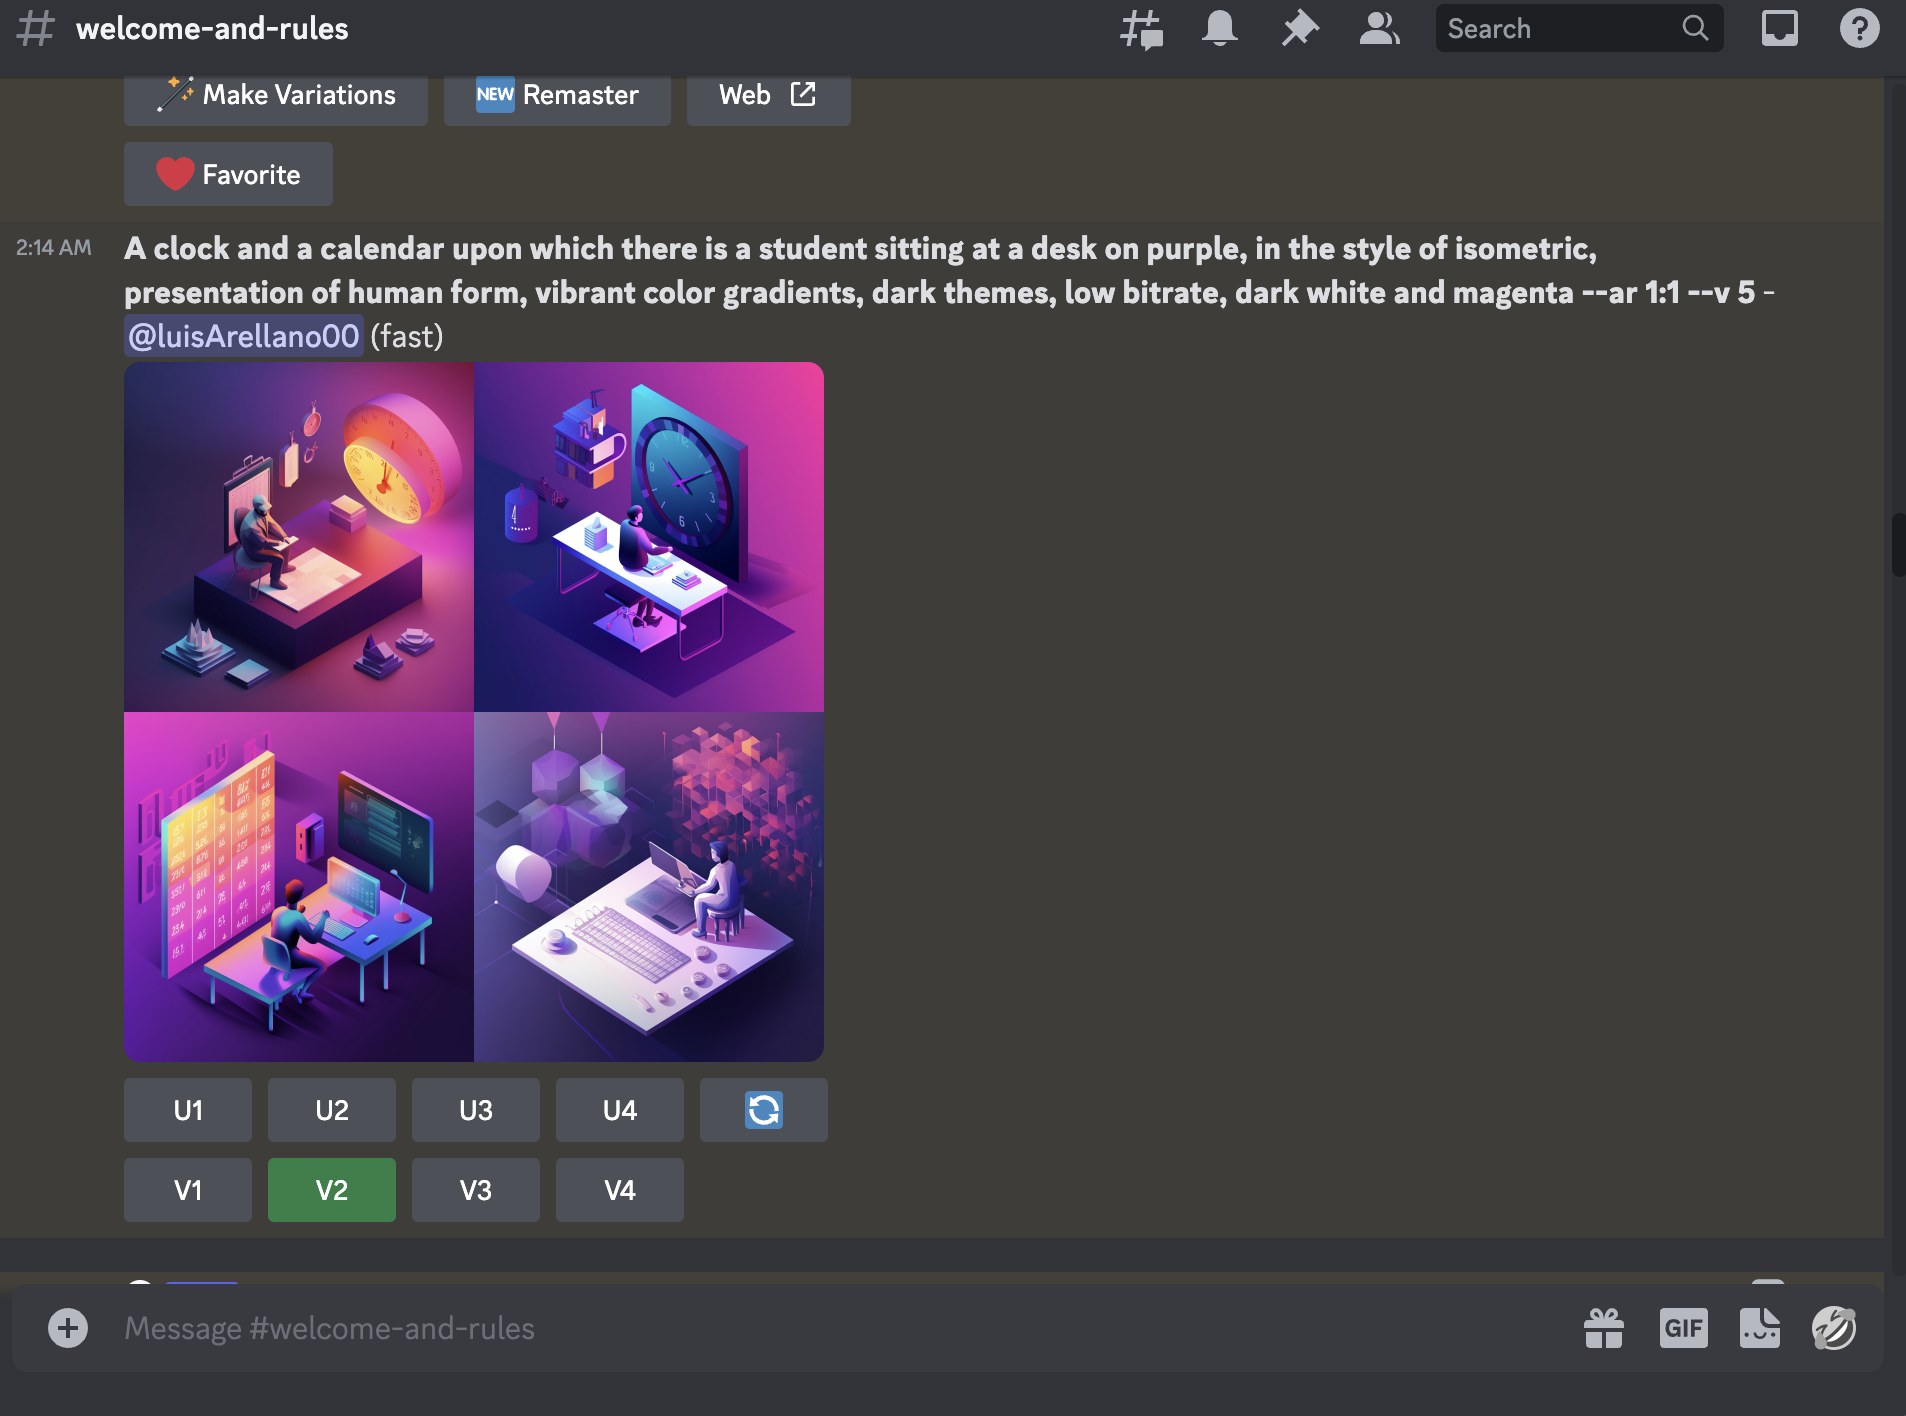 welcome-and-rules
Search
Make Variations
NEW Remaster
Web
Favorite
2:14 AM
A clock and a calendar upon which there is a student sitting at a desk on purple, in the style of isometric,
presentation of human form, vibrant color gradients, dark themes, low bitrate, dark white and magenta --ar 1:1 --v 5 -
@luisArellano00 (fast)
U1 U2 U3 U4
V1 V2 V3 V4
Message #welcome-and-rules
GIF